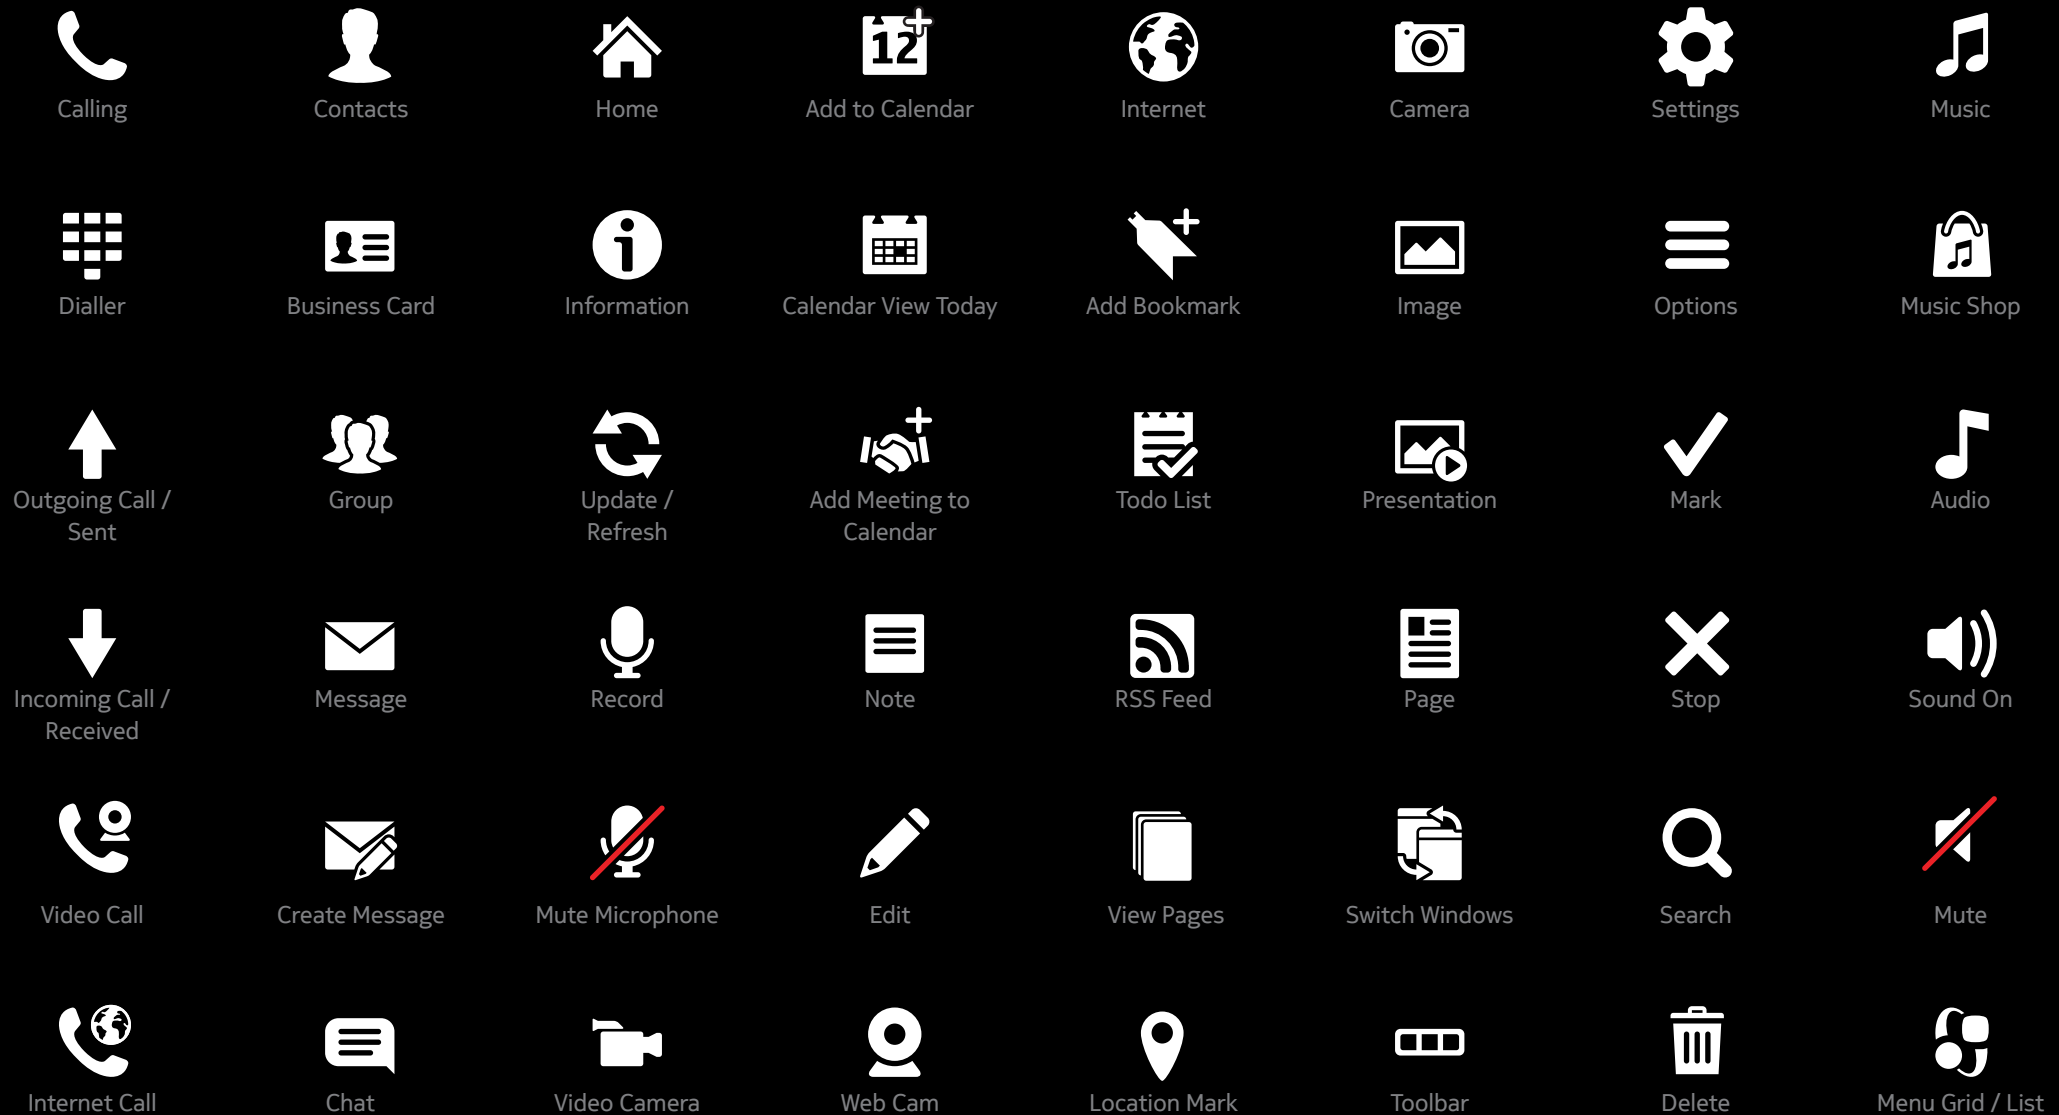 12
Calling
Contacts
Home
Add to Calendar
Internet
Camera
Settings
Music
Dialler
Business Card
Information
Calendar View Today
Add Bookmark
Image
Options
Music Shop
Outgoing Call /
Sent
Group
Update /
Refresh
Add Meeting to
Calendar
Todo List
Presentation
Mark
Audio
Incoming Call /
Received
Message
Record
Note
RSS Feed
Page
Stop
Sound On
Video Call
Create Message
Mute Microphone
Edit
View Pages
Switch Windows
Search
Mute
Internet Call
Chat
Video Camera
Web Cam
Location Mark
Toolbar
Delete
Menu Grid / List